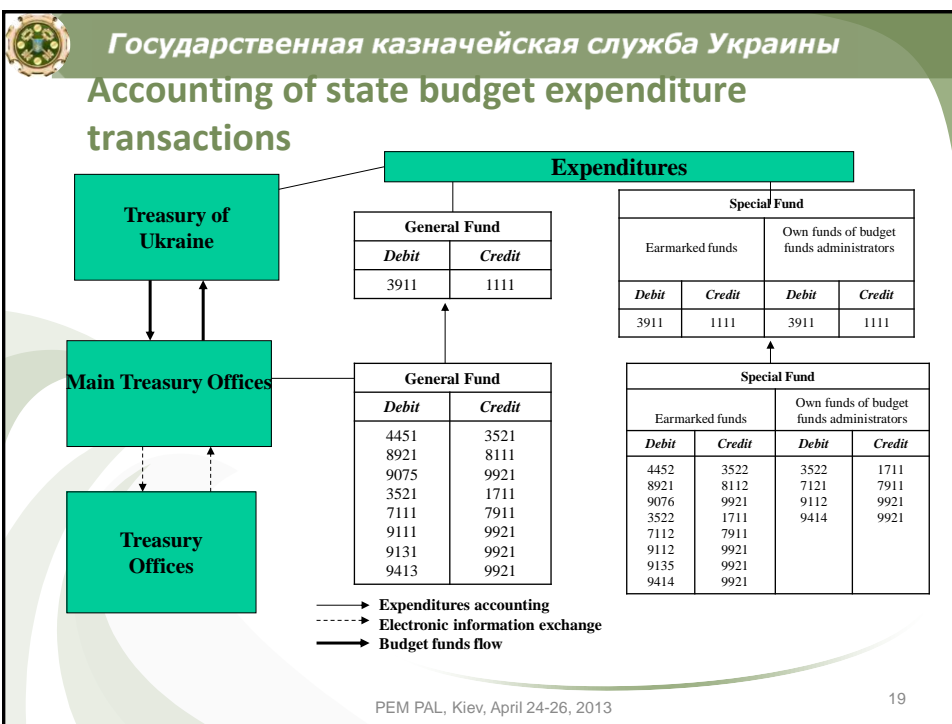 Государственная казначейская служба Украины
Accounting of state budget expenditure
transactions
Expenditures
Treasury of
Ukraine
General Fund
Debit Credit
3911 1111
Special Fund
Earmarked funds
Own funds of budget
funds administrators
Debit Credit Debit Credit
3911 1111 3911 1111
Main Treasury Offices
General Fund
Debit Credit
4451 3521
8921 8111
9075 9921
3521 1711
7111 7911
9111 9921
9131 9921
9413 9921
Special Fund
Earmarked funds
Own funds of budget
funds administrators
Debit Credit Debit Credit
4452 3522 3522 1711
8921 8112 7121 7911
9076 9921 9112 9921
3522 1711 9414 9921
7112 7911
9112 9921
9135 9921
9414 9921
Treasury
Offices
Expenditures accounting
Electronic information exchange
Budget funds flow
PEM PAL, Kiev, April 24-26, 2013
19